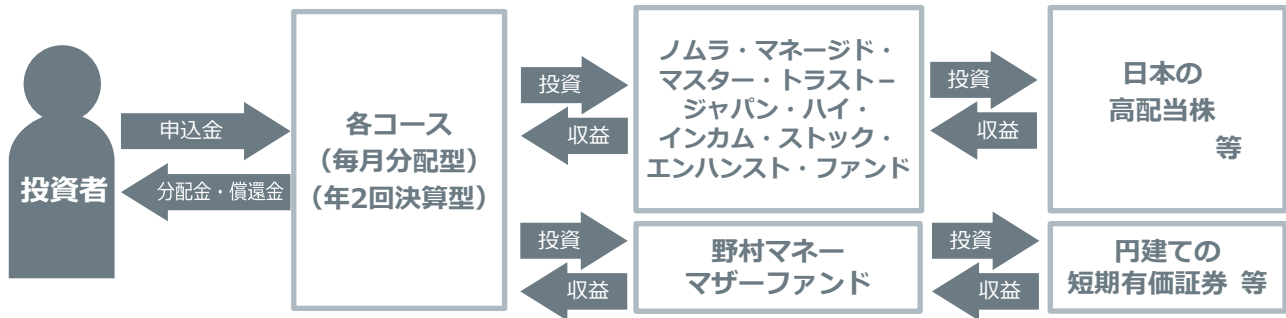 投資者
申込金
分配金・償還金
各コース
（毎月分配型）
（年2回決算型）
投資
収益
ノムラ・マネージド・
マスター・トラスト－
ジャパン・ハイ・
インカム・ストック・
エンハンスト・ファンド
投資
収益
日本の
高配当株
等
投資
収益
野村マネー
マザーファンド
投資
収益
円建ての
短期有価証券 等